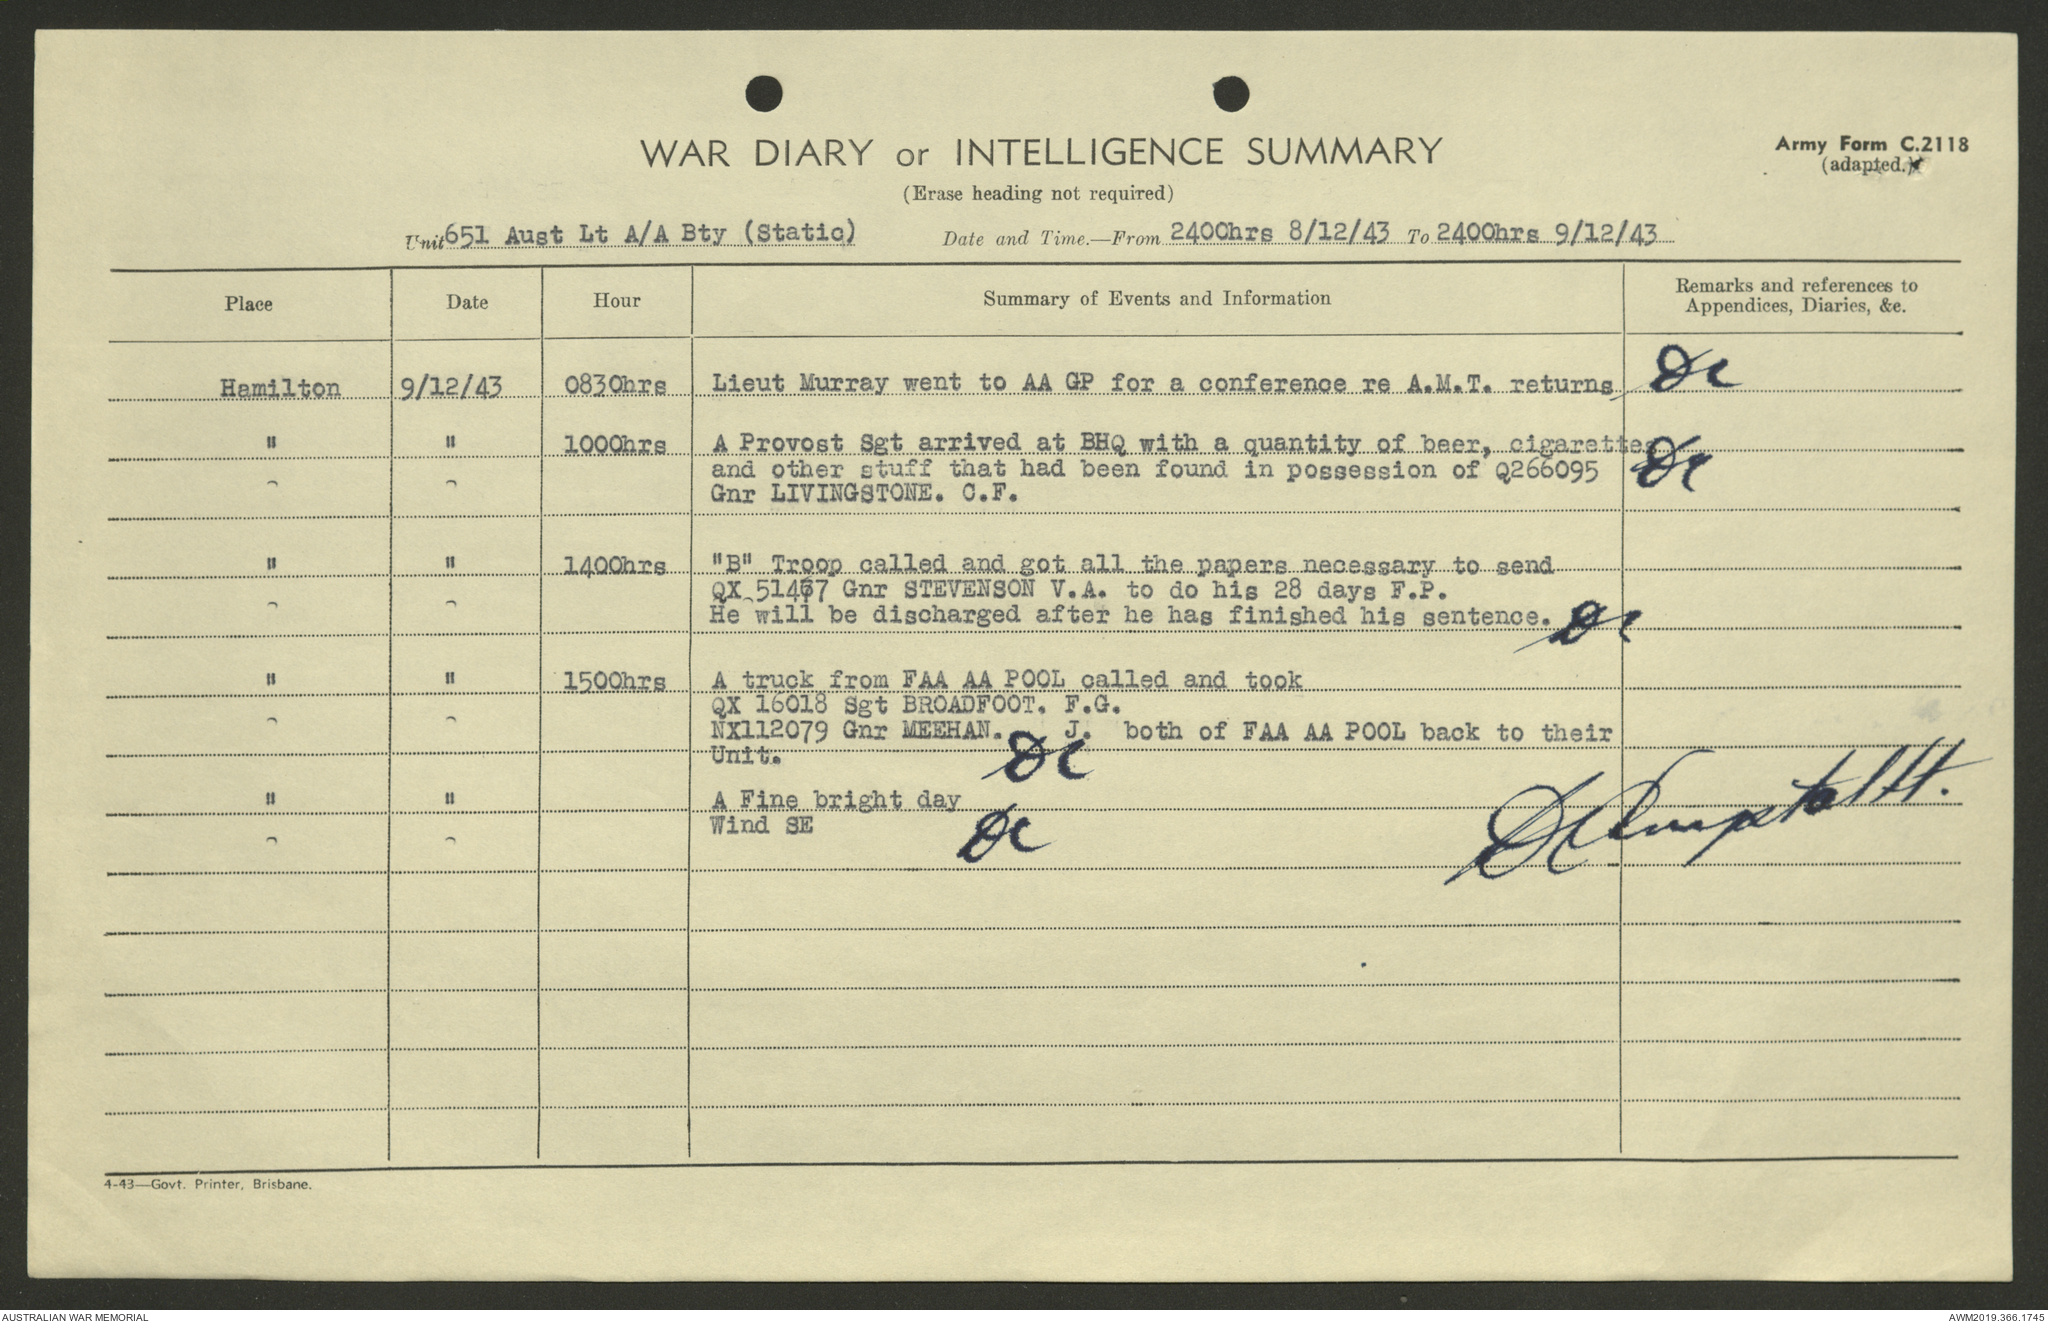 WAR DIARY or INTELLIGENCE SUMMARY
Army Form C.2118
(adapted.)
(Erase heading not required)
Unit 651 Aust Lt A/A Bty (Static) Date and Time.—From 2400hrs 8/12/43 To 2400hrs 9/12/43
Place Date Hour Summary of Events and Information Remarks and references to
Appendices, Diaries, &c.
Hamilton 9/12/43 0830hrs Lieut Murray went to AA GP for a conference re A.M.T. returns DC
" " 1000hrs A Provost Sgt arrived at BHQ with a quantity of beer, cigarettes
and other stuff that had been found in possession of Q266095 DC
Gnr LIVINGSTONE. C.F.
" " 1400hrs "B" Troop called and got all the papers necessary to send
QX 51467 Gnr STEVENSON V.A. to do his 28 days F.P.
He will be discharged after he has finished his sentence. DC
" " 1500hrs A truck from FAA AA POOL called and took
QX 16018 Sgt BROADFOOT. F.G.
NX112079 Gnr MEEHAN. J. both of FAA AA POOL back to their
Unit. DC
" " A Fine bright day
Wind SE DC
4-43—Govt. Printer, Brisbane.
AUSTRALIAN WAR MEMORIAL
AWM2019.366.1745